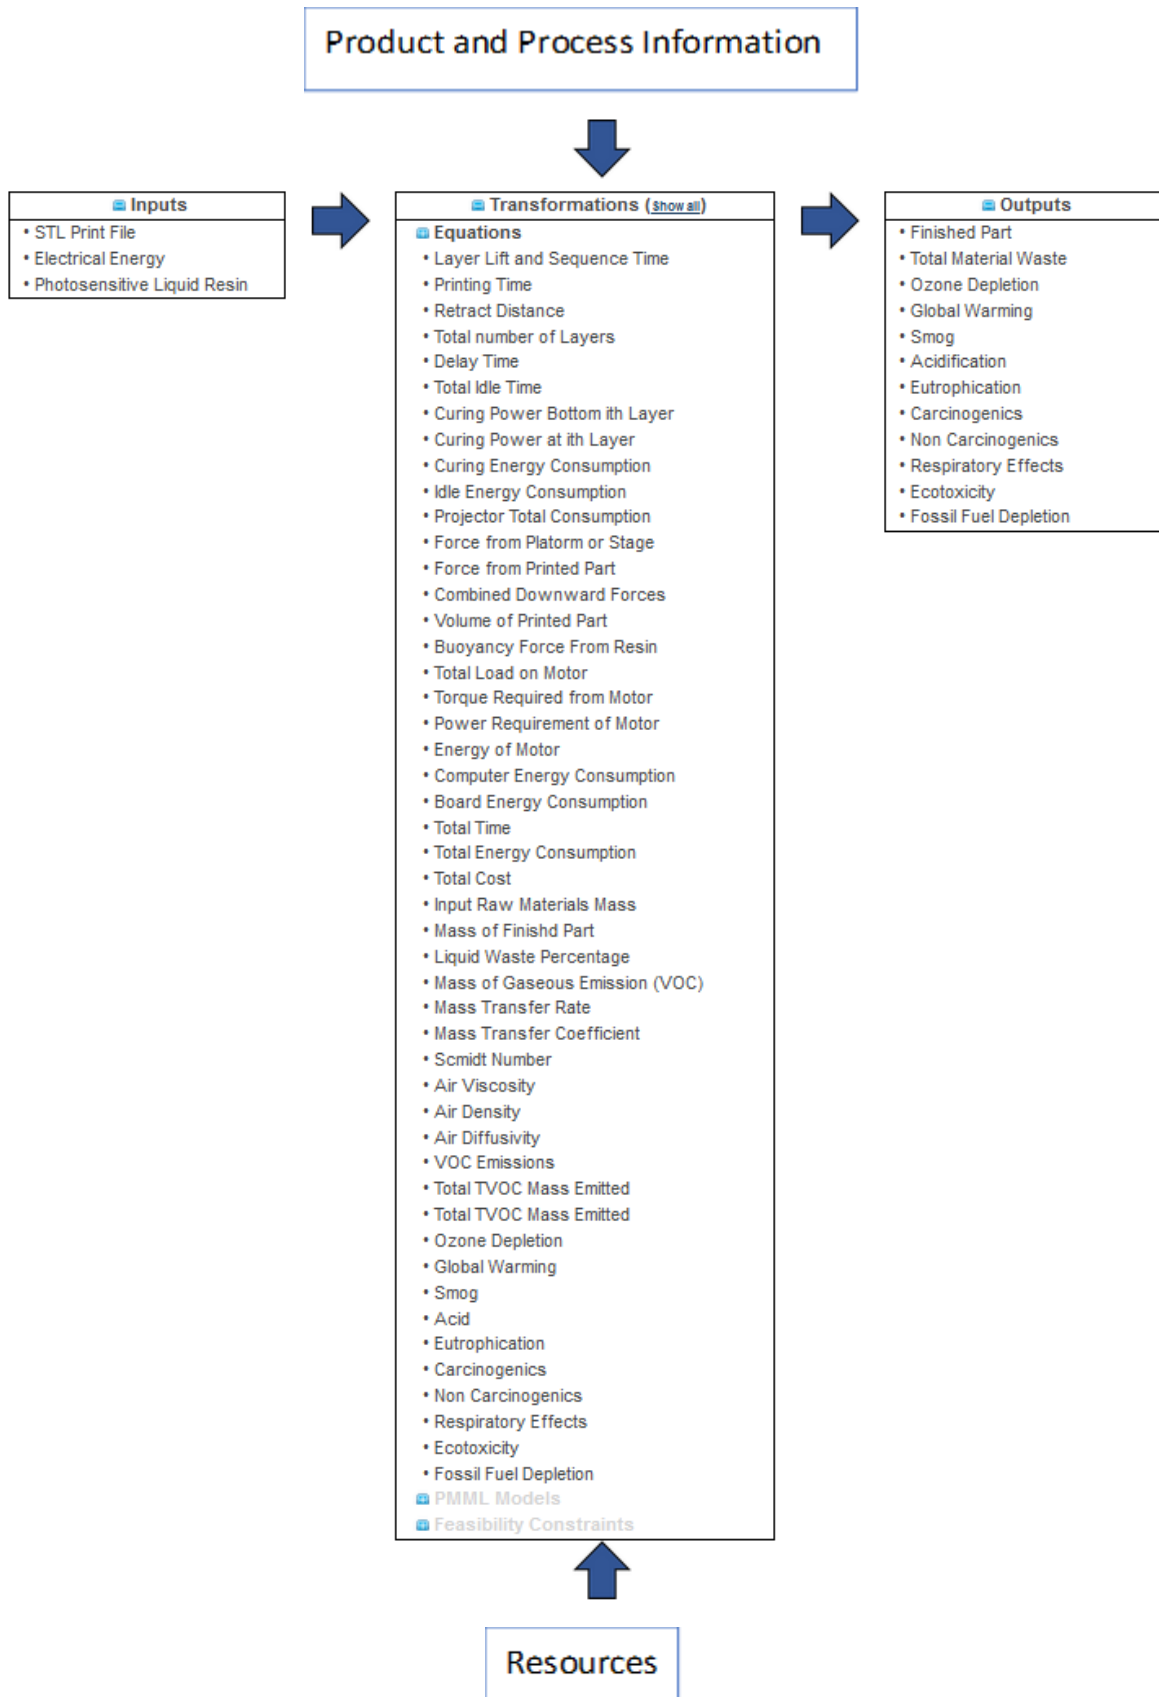 Product and Process Information
Inputs
• STL Print File
• Electrical Energy
• Photosensitive Liquid Resin
Transformations (Show all)
Equations
• Layer Lift and Sequence Time
• Printing Time
• Retract Distance
• Total number of Layers
• Delay Time
• Total Idle Time
• Curing Power Bottom ith Layer
• Curing Power at ith Layer
• Curing Energy Consumption
• Idle Energy Consumption
• Projector Total Consumption
• Force from Platorm or Stage
• Force from Printed Part
• Combined Downward Forces
• Volume of Printed Part
• Buoyancy Force From Resin
• Total Load on Motor
• Torque Required from Motor
• Power Requirement of Motor
• Energy of Motor
• Computer Energy Consumption
• Board Energy Consumption
• Total Time
• Total Energy Consumption
• Total Cost
• Input Raw Materials Mass
• Mass of Finishd Part
• Liquid Waste Percentage
• Mass of Gaseous Emission (VOC)
• Mass Transfer Rate
• Mass Transfer Coefficient
• Scmidt Number
• Air Viscosity
• Air Density
• Air Diffusivity
• VOC Emissions
• Total TVOC Mass Emitted
• Total TVOC Mass Emitted
• Ozone Depletion
• Global Warming
• Smog
• Acid
• Eutrophication
• Carcinogenics
• Non Carcinogenics
• Respiratory Effects
• Ecotoxicity
• Fossil Fuel Depletion
PMML Models
Feasibility Constraints
Outputs
• Finished Part
• Total Material Waste
• Ozone Depletion
• Global Warming
• Smog
• Acidification
• Eutrophication
• Carcinogenics
• Non Carcinogenics
• Respiratory Effects
• Ecotoxicity
• Fossil Fuel Depletion
Resources